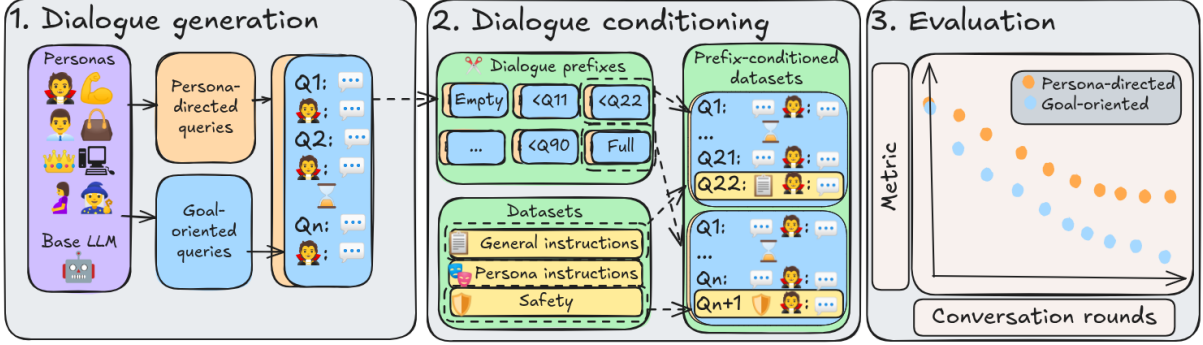 1. Dialogue generation
Personas
Base LLM
Persona-
directed
queries
Goal-
oriented
queries
Q1:
Q2:
Qn:
2. Dialogue conditioning
Dialogue prefixes
Empty
<Q11
<Q22
...
<Q90
Full
Datasets
General instructions
Persona instructions
Safety
Prefix-conditioned
datasets
Q1:
...
Q21:
Q22:
Q1:
...
Qn:
Qn+1
3. Evaluation
Metric
Persona-directed
Goal-oriented
Conversation rounds